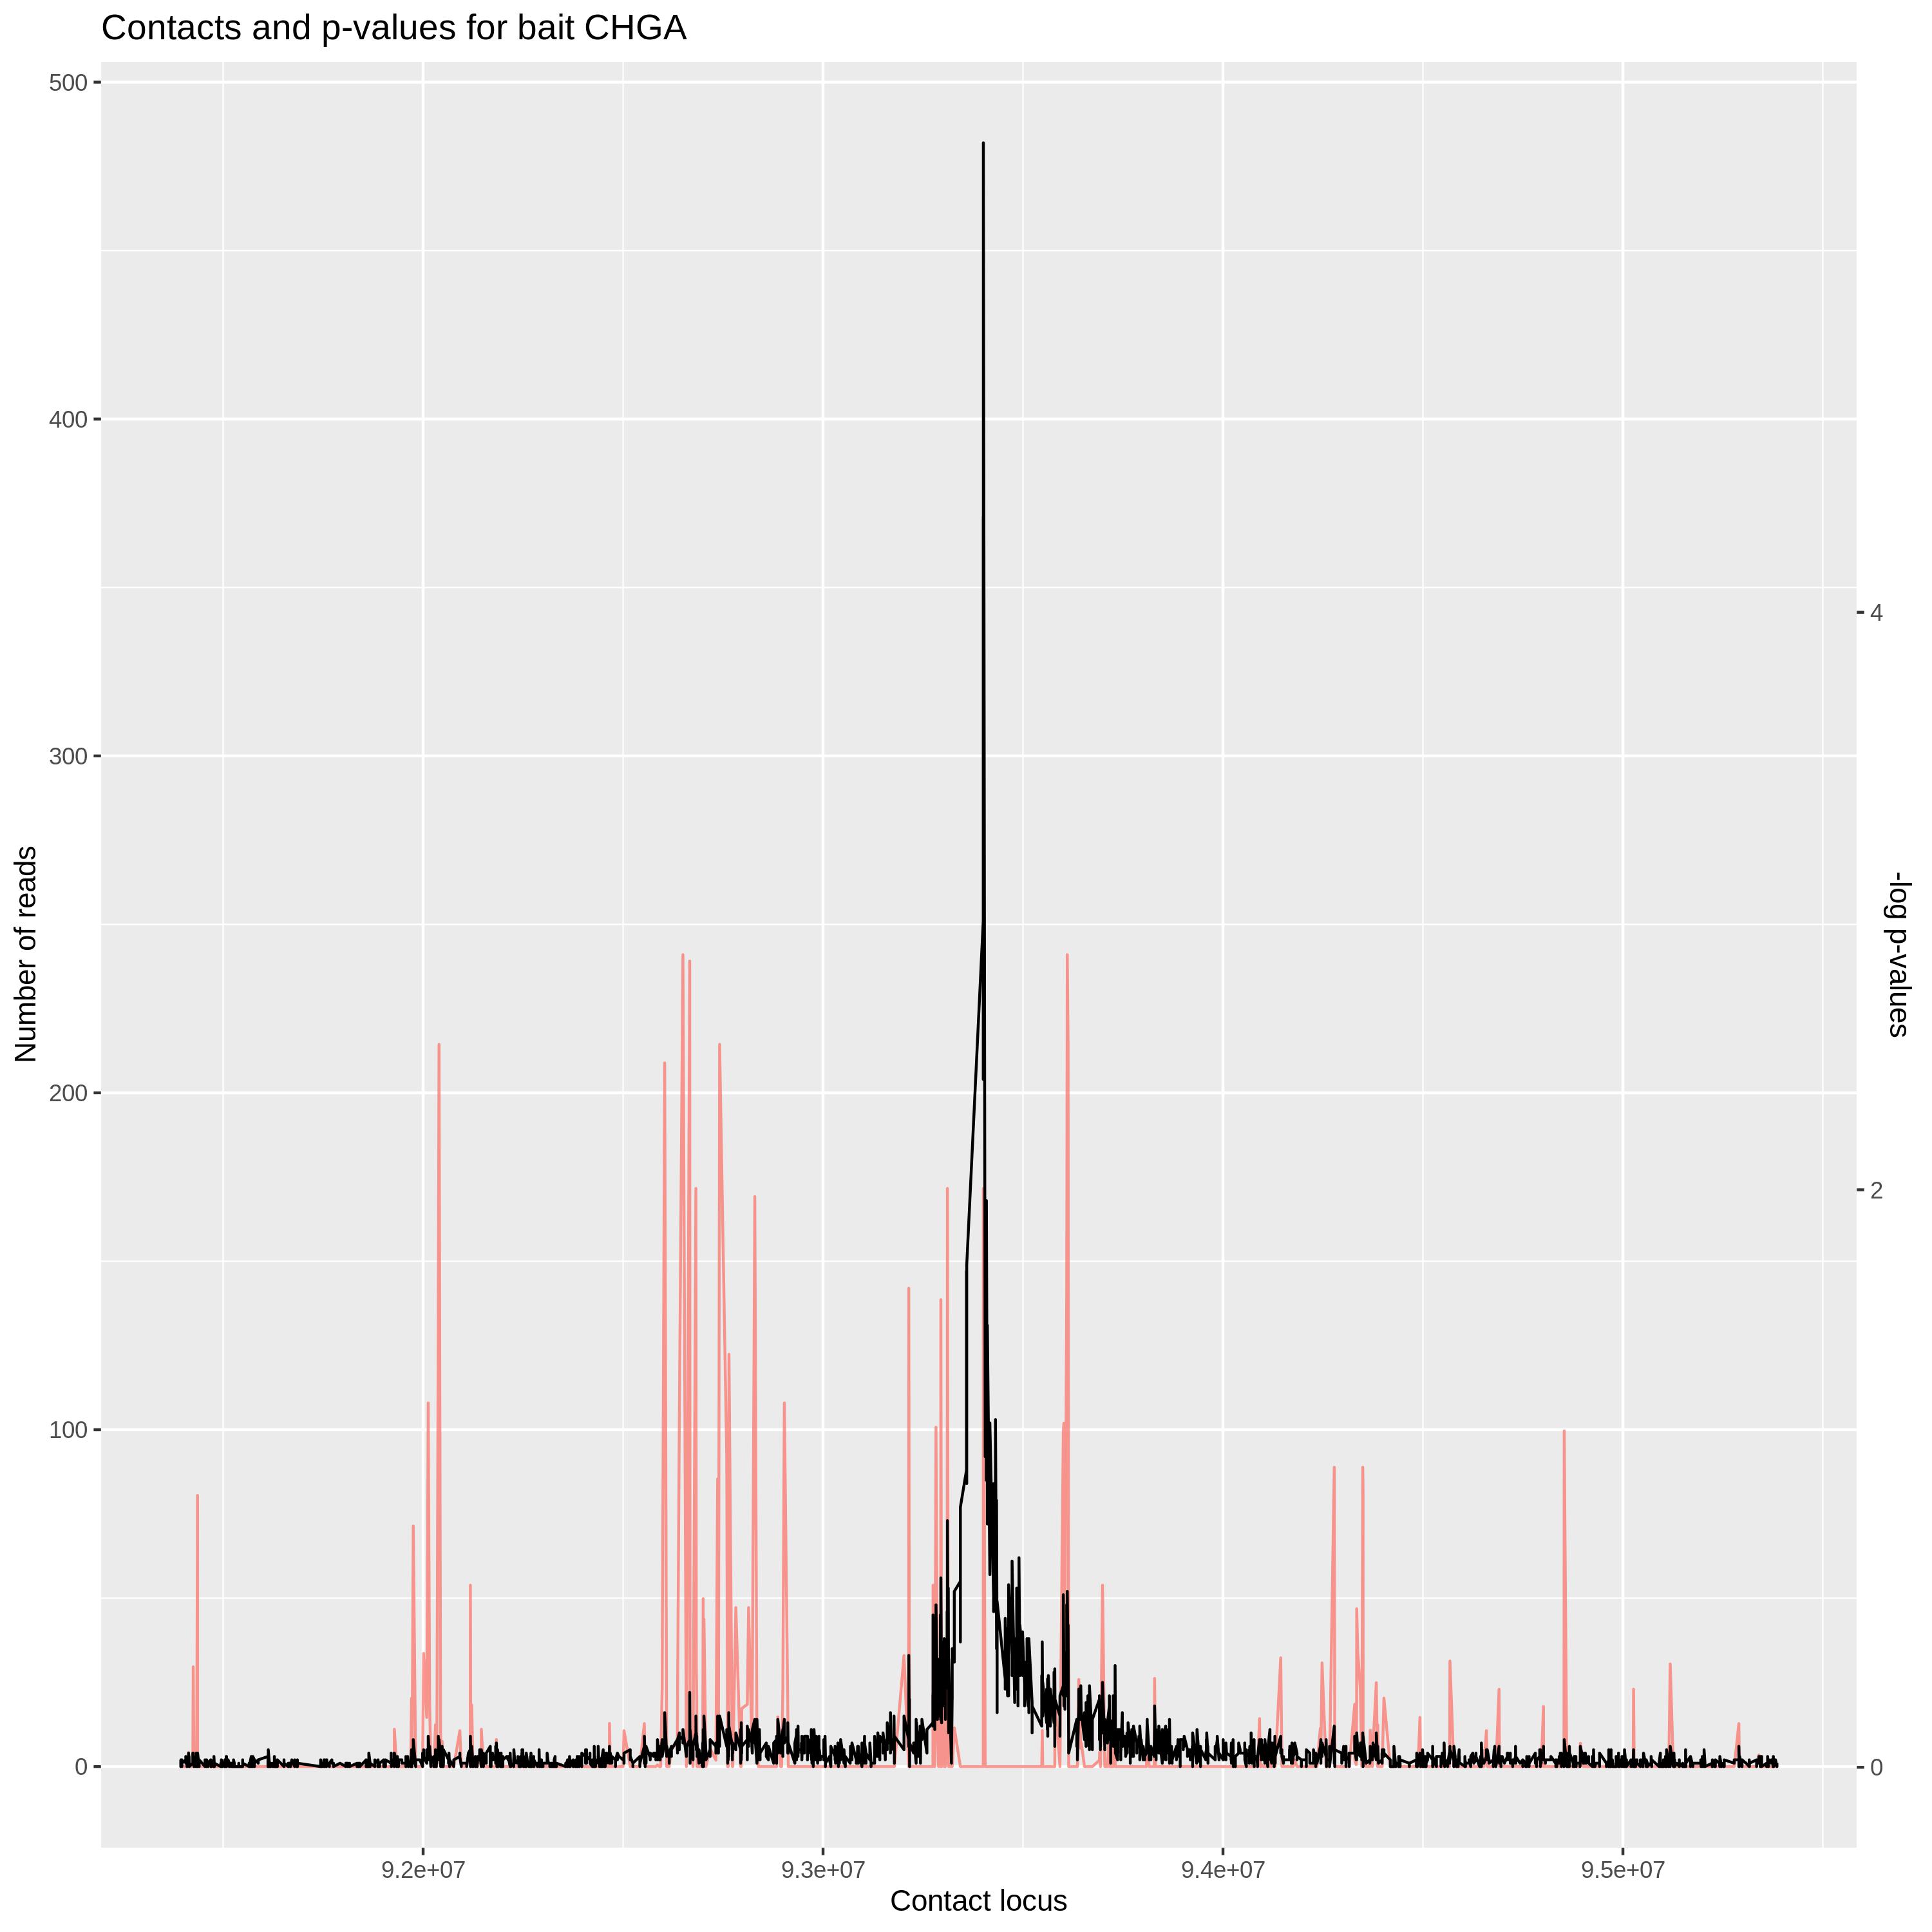 Contacts and p-values for bait CHGA
500
400
300
200
100
0
Number of reads
4
2
0
-log p-values
9.2e+07
9.3e+07
9.4e+07
9.5e+07
Contact locus